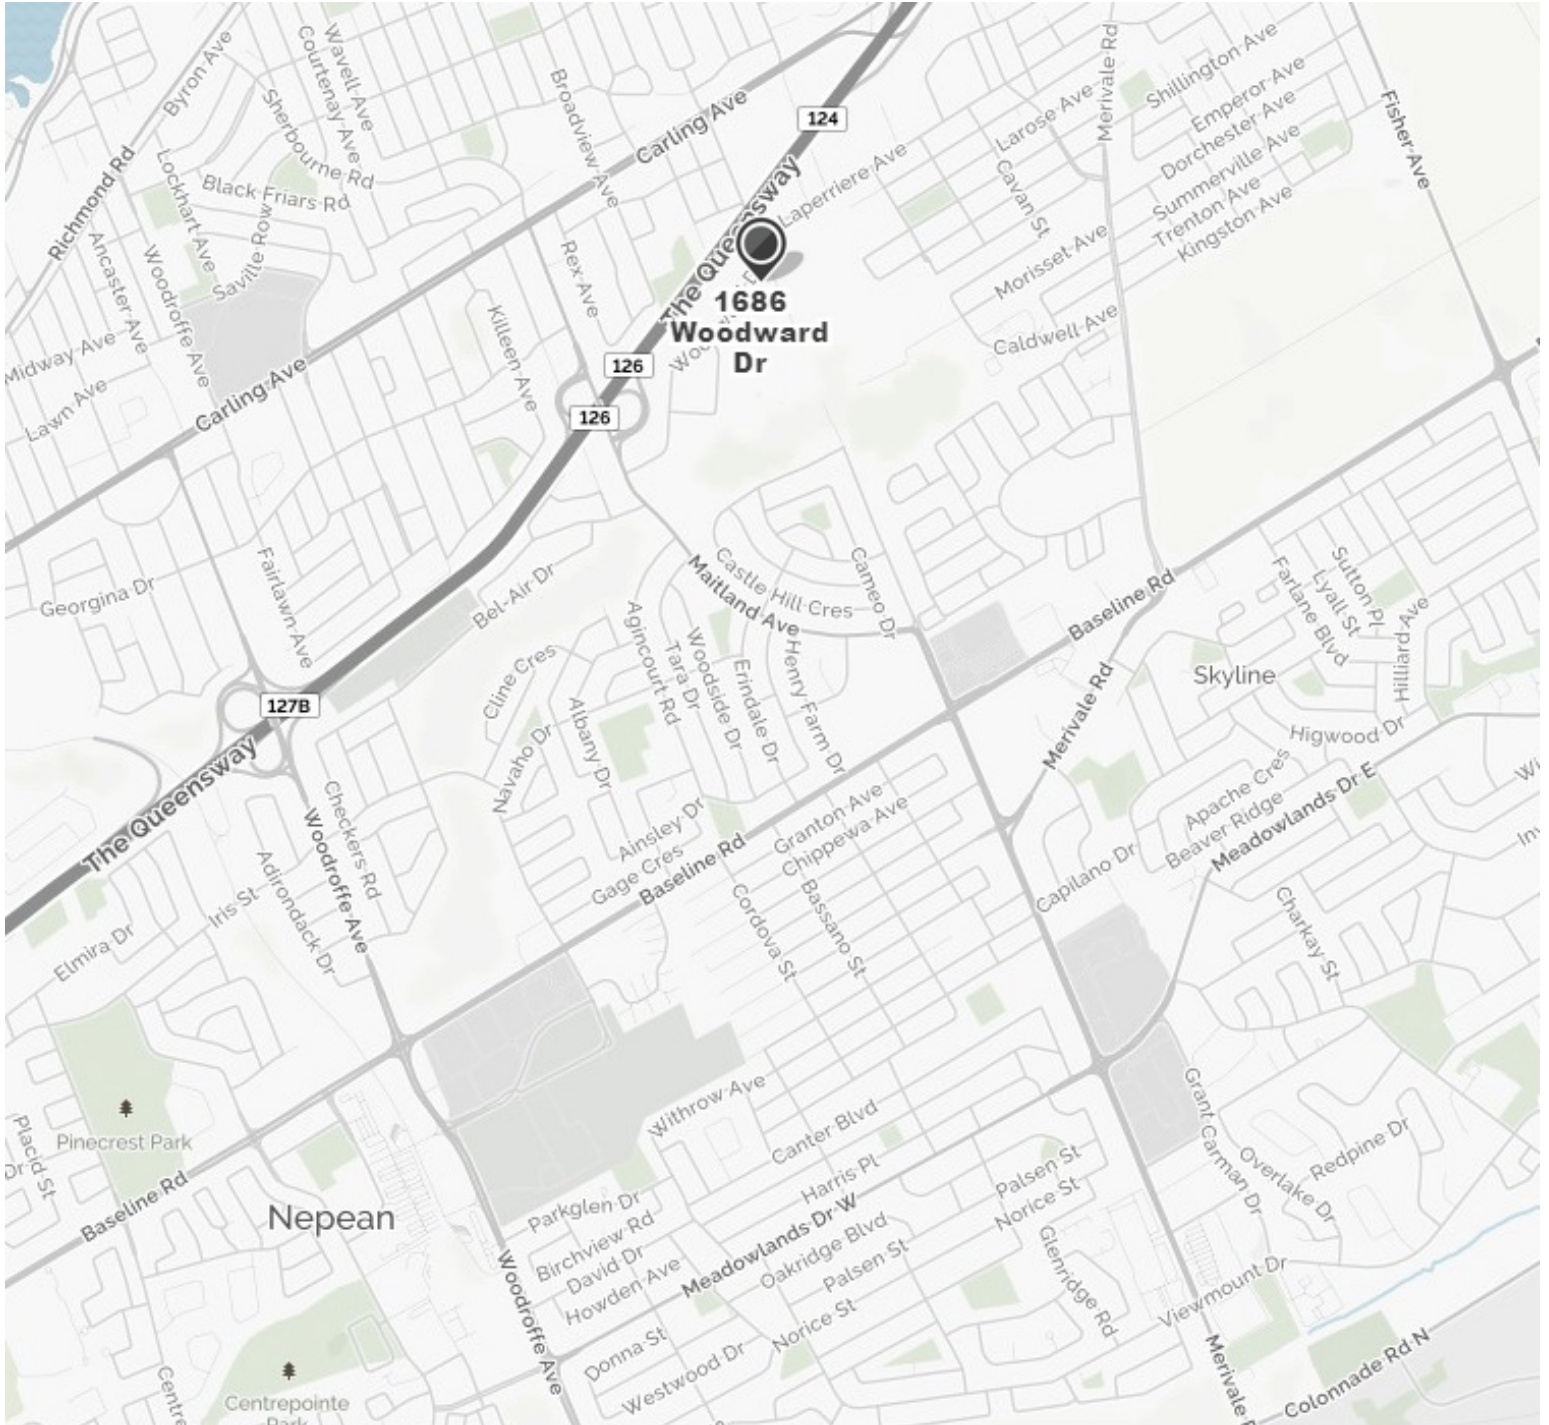 Byron Ave
Wavell Ave
Courtenay Ave
Sherbourne Rd
Broadview Ave
Carling Ave
124
Merivale Rd
Shillington Ave
Emperor Ave
Larose Ave
Dorchester Ave
Fisher Ave
Summerville Ave
Trenton Ave
Kingston Ave
Richmond Rd
Lockhart Ave
Black Friars Rd
Saville Row
Ancaster Ave
Woodroffe Ave
Laperriere Ave
Cavan St
Morisset Ave
The Queensway
Rex Ave
1686
Woodward
Dr
Killeen Ave
Caldwell Ave
Midway Ave
Lawn Ave
Carling Ave
126
126
Georgina Dr
Fairlawn Ave
Bel-Air Dr
Maitland Ave
Castle Hill Cres
Cameo Dr
Baseline Rd
Sutton Pl
Lyall St
Farlane Blvd
Hilliard Ave
Skyline
Agincourt Rd
Tara Dr
Woodside Dr
Erindale Dr
Henry Farm Dr
Cline Cres
Albany Dr
Navaho Dr
127B
The Queensway
Merivale Rd
Higwood Dr
Apache Cres
Beaver Ridge
Meadowlands Dr E
Checkers Rd
Woodroffe Ave
Adirondack Dr
Iris St
Elmira Dr
Ainsley Dr
Gage Cres
Baseline Rd
Granton Ave
Chippewa Ave
Cordova St
Bassano St
Capilano Dr
Charkay St
Pinecrest Park
Placid St
Dr
Baseline Rd
Nepean
Withrow Ave
Canter Blvd
Harris Pl
Parkglen Dr
Birchview Rd
David Dr
Howden Ave
Meadowlands Dr W
Oakridge Blvd
Palsen St
Norice St
Palsen St
Norice St
Glenridge Rd
Grant Carman Dr
Overlake Dr
Redpine Dr
Viewmount Dr
Woodroffe Ave
Donna St
Westwood Dr
Merivale
Colonnade Rd N
Centrepointe
Park
Centre